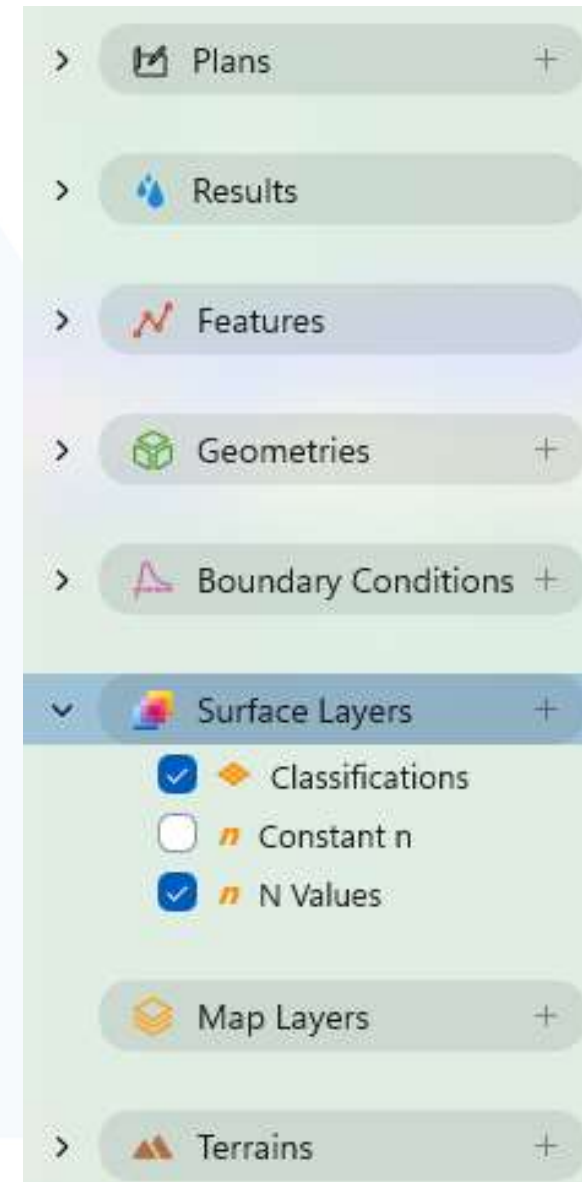 Plans +
Results
Features
Geometries +
Boundary Conditions +
Surface Layers +
Classifications
n Constant n
n N Values
Map Layers +
Terrains +